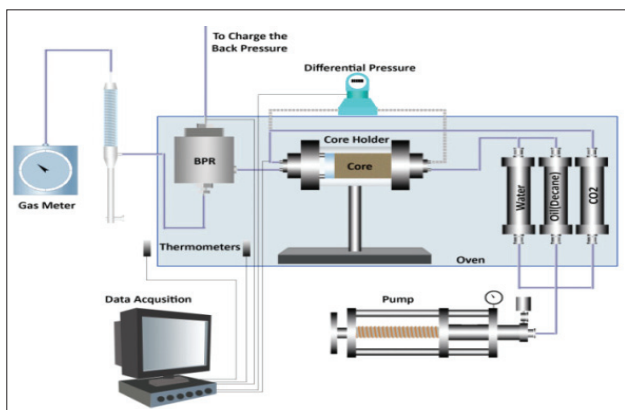 To Charge the
Back Pressure
Differential Pressure
Core Holder
BPR
Core
Gas Meter
Water
Oil(Decane)
CO2
Thermometers
Oven
Data Acqusition
Pump